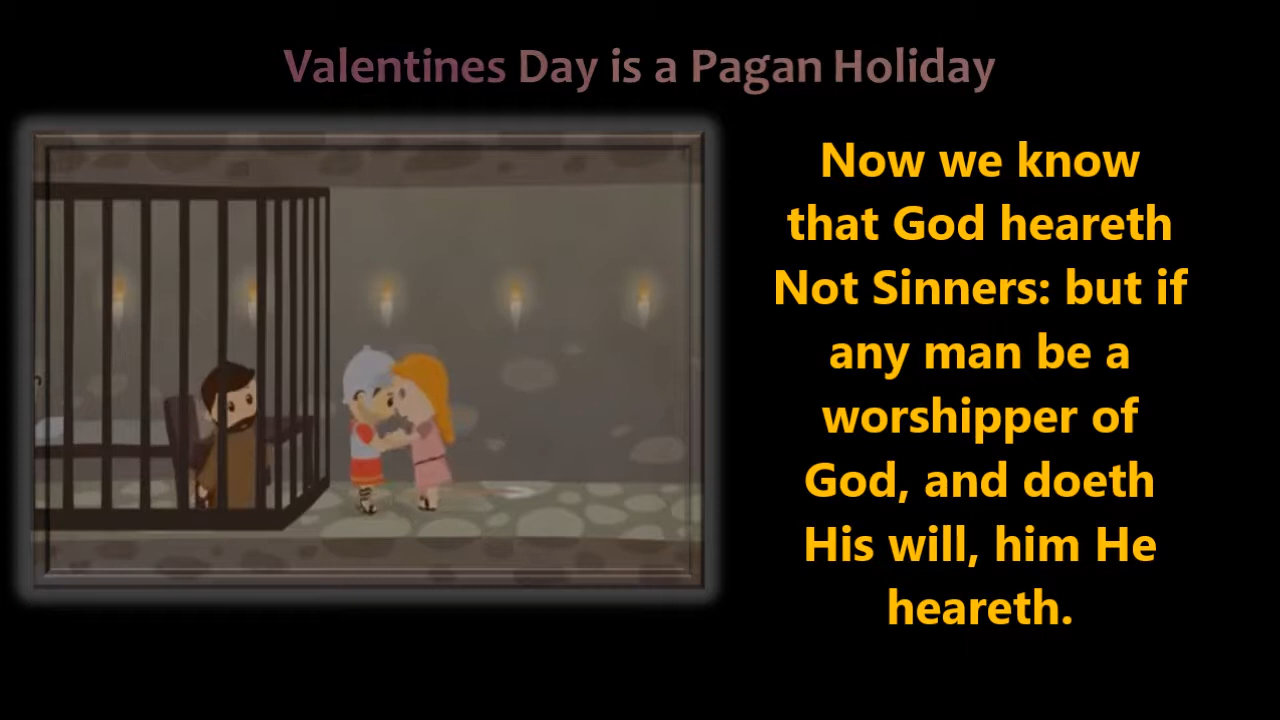 Valentines Day is a Pagan Holiday
Now we know
that God heareth
Not Sinners: but if
any man be a
worshipper of
God, and doeth
His will, him He
heareth.